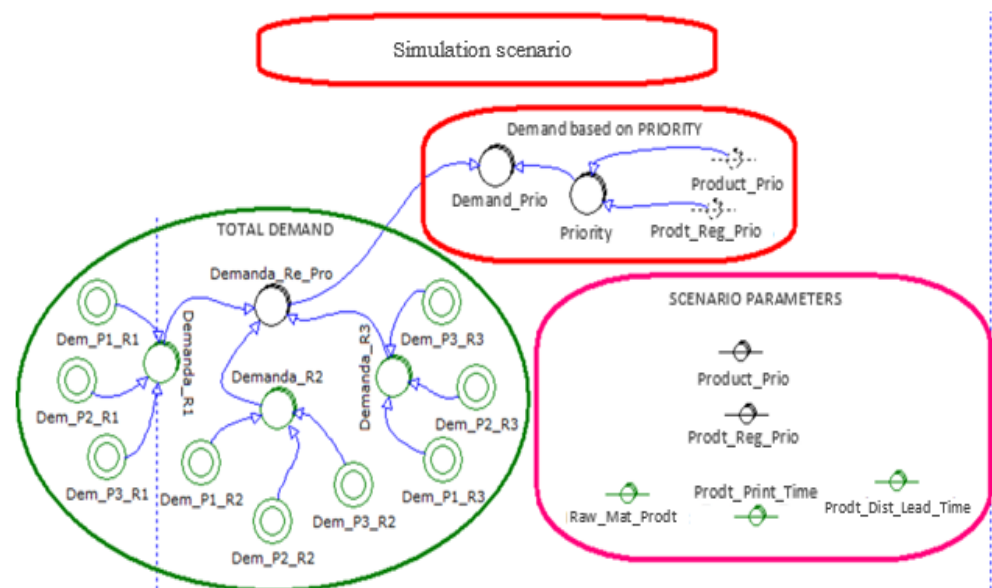 Simulation scenario
Demand based on PRIORITY
Product_Prio
Demand_Prio
Priority
Prodt_Reg_Prio
TOTAL DEMAND
Demanda_Re_Pro
Dem_P1_R1
Demanda_R1
Dem_P2_R1
Dem_P3_R1
Demanda_R2
Dem_P1_R2
Dem_P2_R2
Dem_P3_R2
Demanda_R3
Dem_P3_R3
Dem_P2_R3
Dem_P1_R3
SCENARIO PARAMETERS
Product_Prio
Prodt_Reg_Prio
Prodt_Print_Time
Raw_Mat_Prodt
Prodt_Dist_Lead_Time